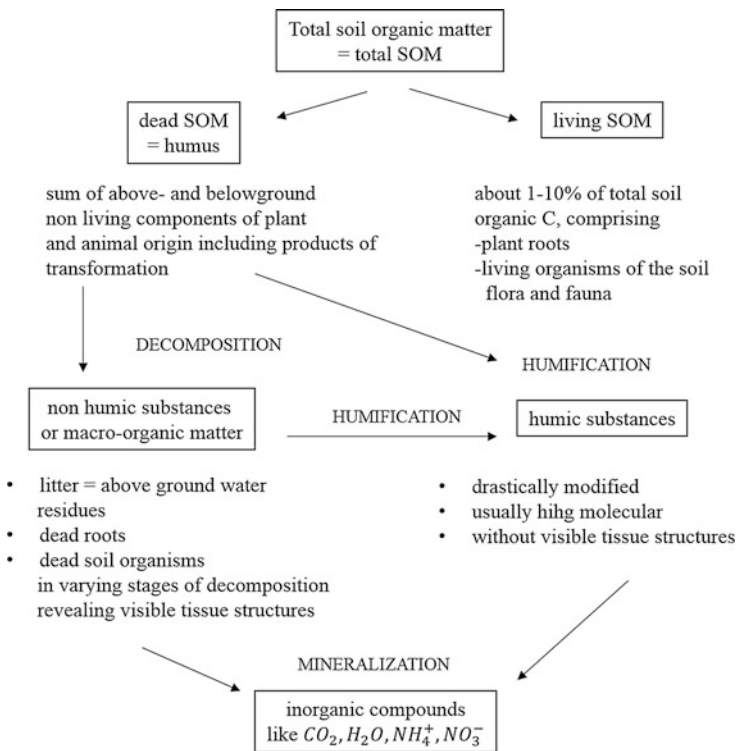 Total soil organic matter
= total SOM
dead SOM
= humus
living SOM
sum of above- and belowground
non living components of plant
and animal origin including products of
transformation
about 1-10% of total soil
organic C, comprising
-plant roots
-living organisms of the soil
flora and fauna
DECOMPOSITION
HUMIFICATION
non humic substances
or macro-organic matter
HUMIFICATION
humic substances
• litter = above ground water
residues
• dead roots
• dead soil organisms
in varying stages of decomposition
revealing visible tissue structures
• drastically modified
• usually hihg molecular
• without visible tissue structures
MINERALIZATION
inorganic compounds
like CO₂, H₂O, NH₄⁺, NO₃⁻